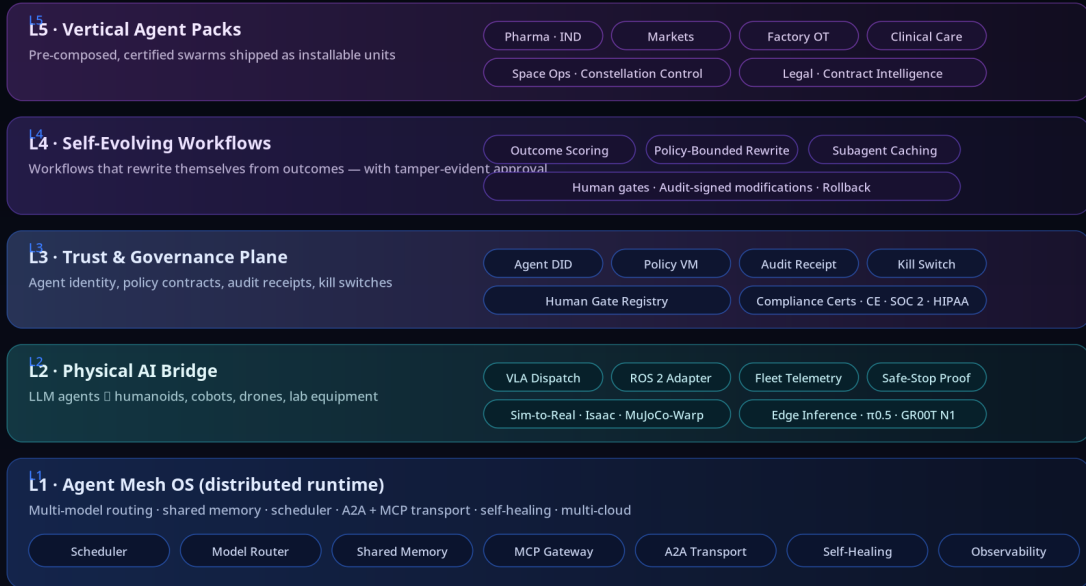 L5
L5 · Vertical Agent Packs
Pre-composed, certified swarms shipped as installable units
Pharma · IND
Markets
Factory OT
Clinical Care
Space Ops · Constellation Control
Legal · Contract Intelligence
L4
L4 · Self-Evolving Workflows
Workflows that rewrite themselves from outcomes — with tamper-evident approval
Outcome Scoring
Policy-Bounded Rewrite
Subagent Caching
Human gates · Audit-signed modifications · Rollback
L3
L3 · Trust & Governance Plane
Agent identity, policy contracts, audit receipts, kill switches
Agent DID
Policy VM
Audit Receipt
Kill Switch
Human Gate Registry
Compliance Certs · CE · SOC 2 · HIPAA
L2
L2 · Physical AI Bridge
LLM agents humanoids, cobots, drones, lab equipment
VLA Dispatch
ROS 2 Adapter
Fleet Telemetry
Safe-Stop Proof
Sim-to-Real · Isaac · MuJoCo-Warp
Edge Inference · π0.5 · GR00T N1
L1
L1 · Agent Mesh OS (distributed runtime)
Multi-model routing · shared memory · scheduler · A2A + MCP transport · self-healing · multi-cloud
Scheduler
Model Router
Shared Memory
MCP Gateway
A2A Transport
Self-Healing
Observability